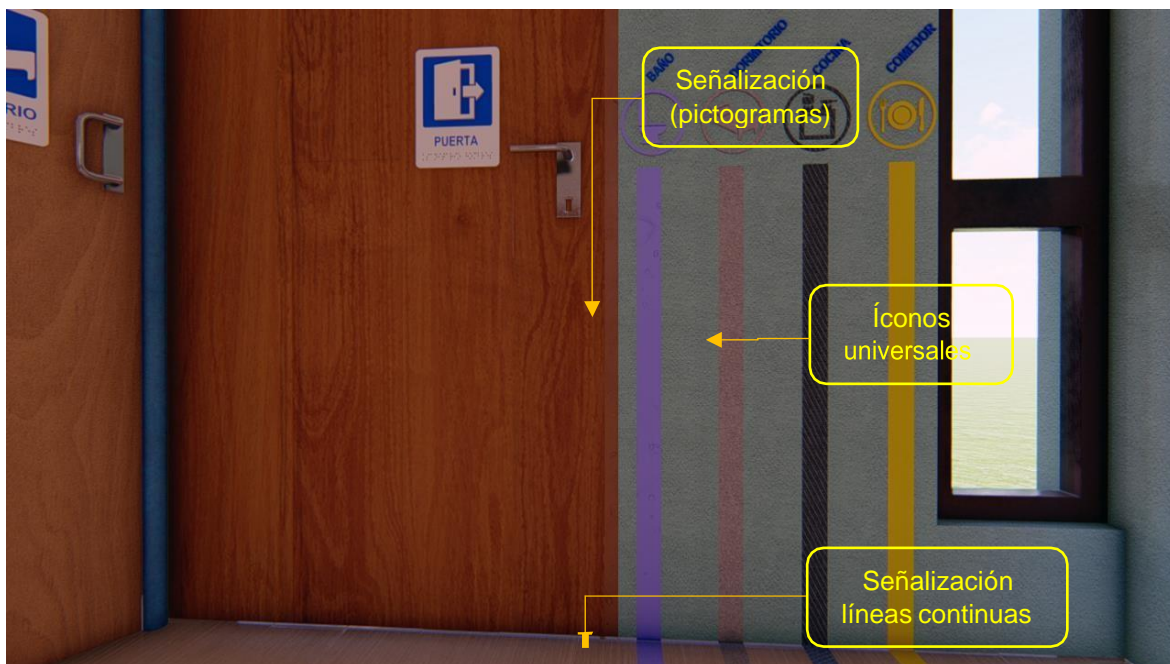 RIO
PUERTA
BAÑO
DORMITORIO
COCINA
COMEDOR
Señalización
(pictogramas)
Íconos
universales
Señalización
líneas continuas